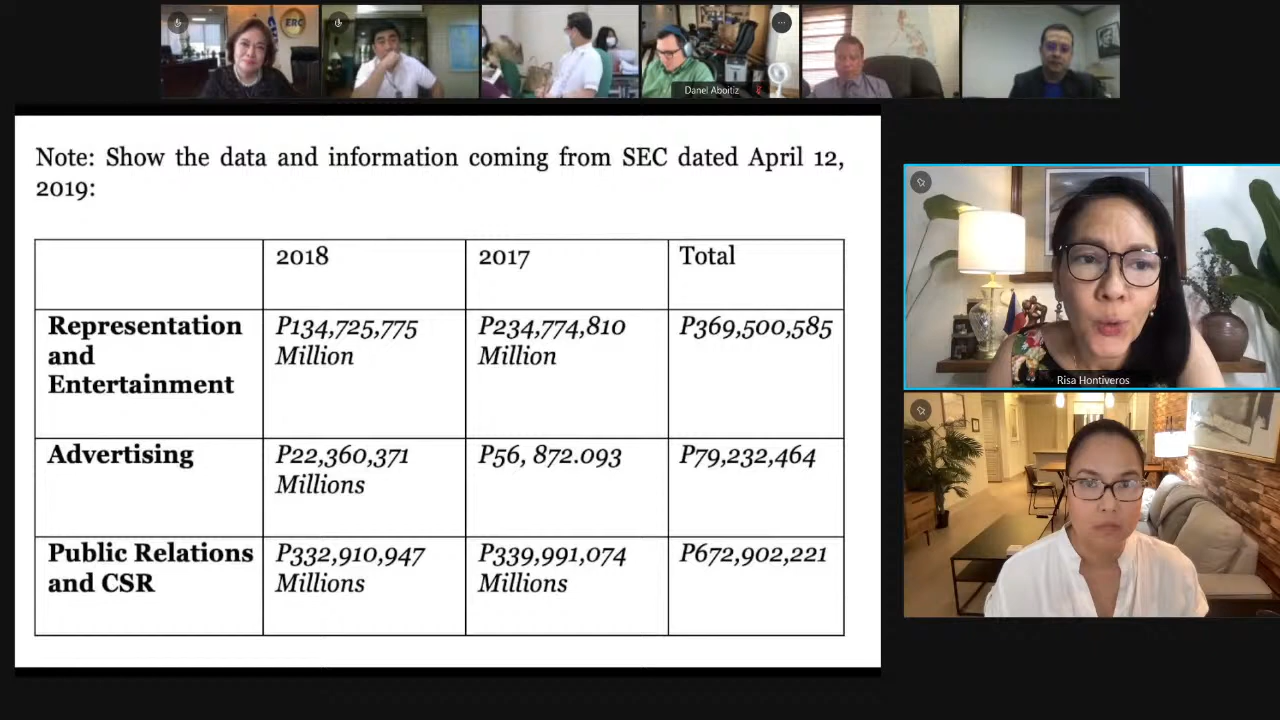 ERC
Danel Aboitiz
Note: Show the data and information coming from SEC dated April 12,
2019:
2018 2017 Total
Representation
and
Entertainment
P134,725,775
Million
P234,774,810
Million
P369,500,585
Advertising
P22,360,371
Millions
P56, 872.093
P79,232,464
Public Relations
and CSR
P332,910,947
Millions
P339,991,074
Millions
P672,902,221
Risa Hontiveros